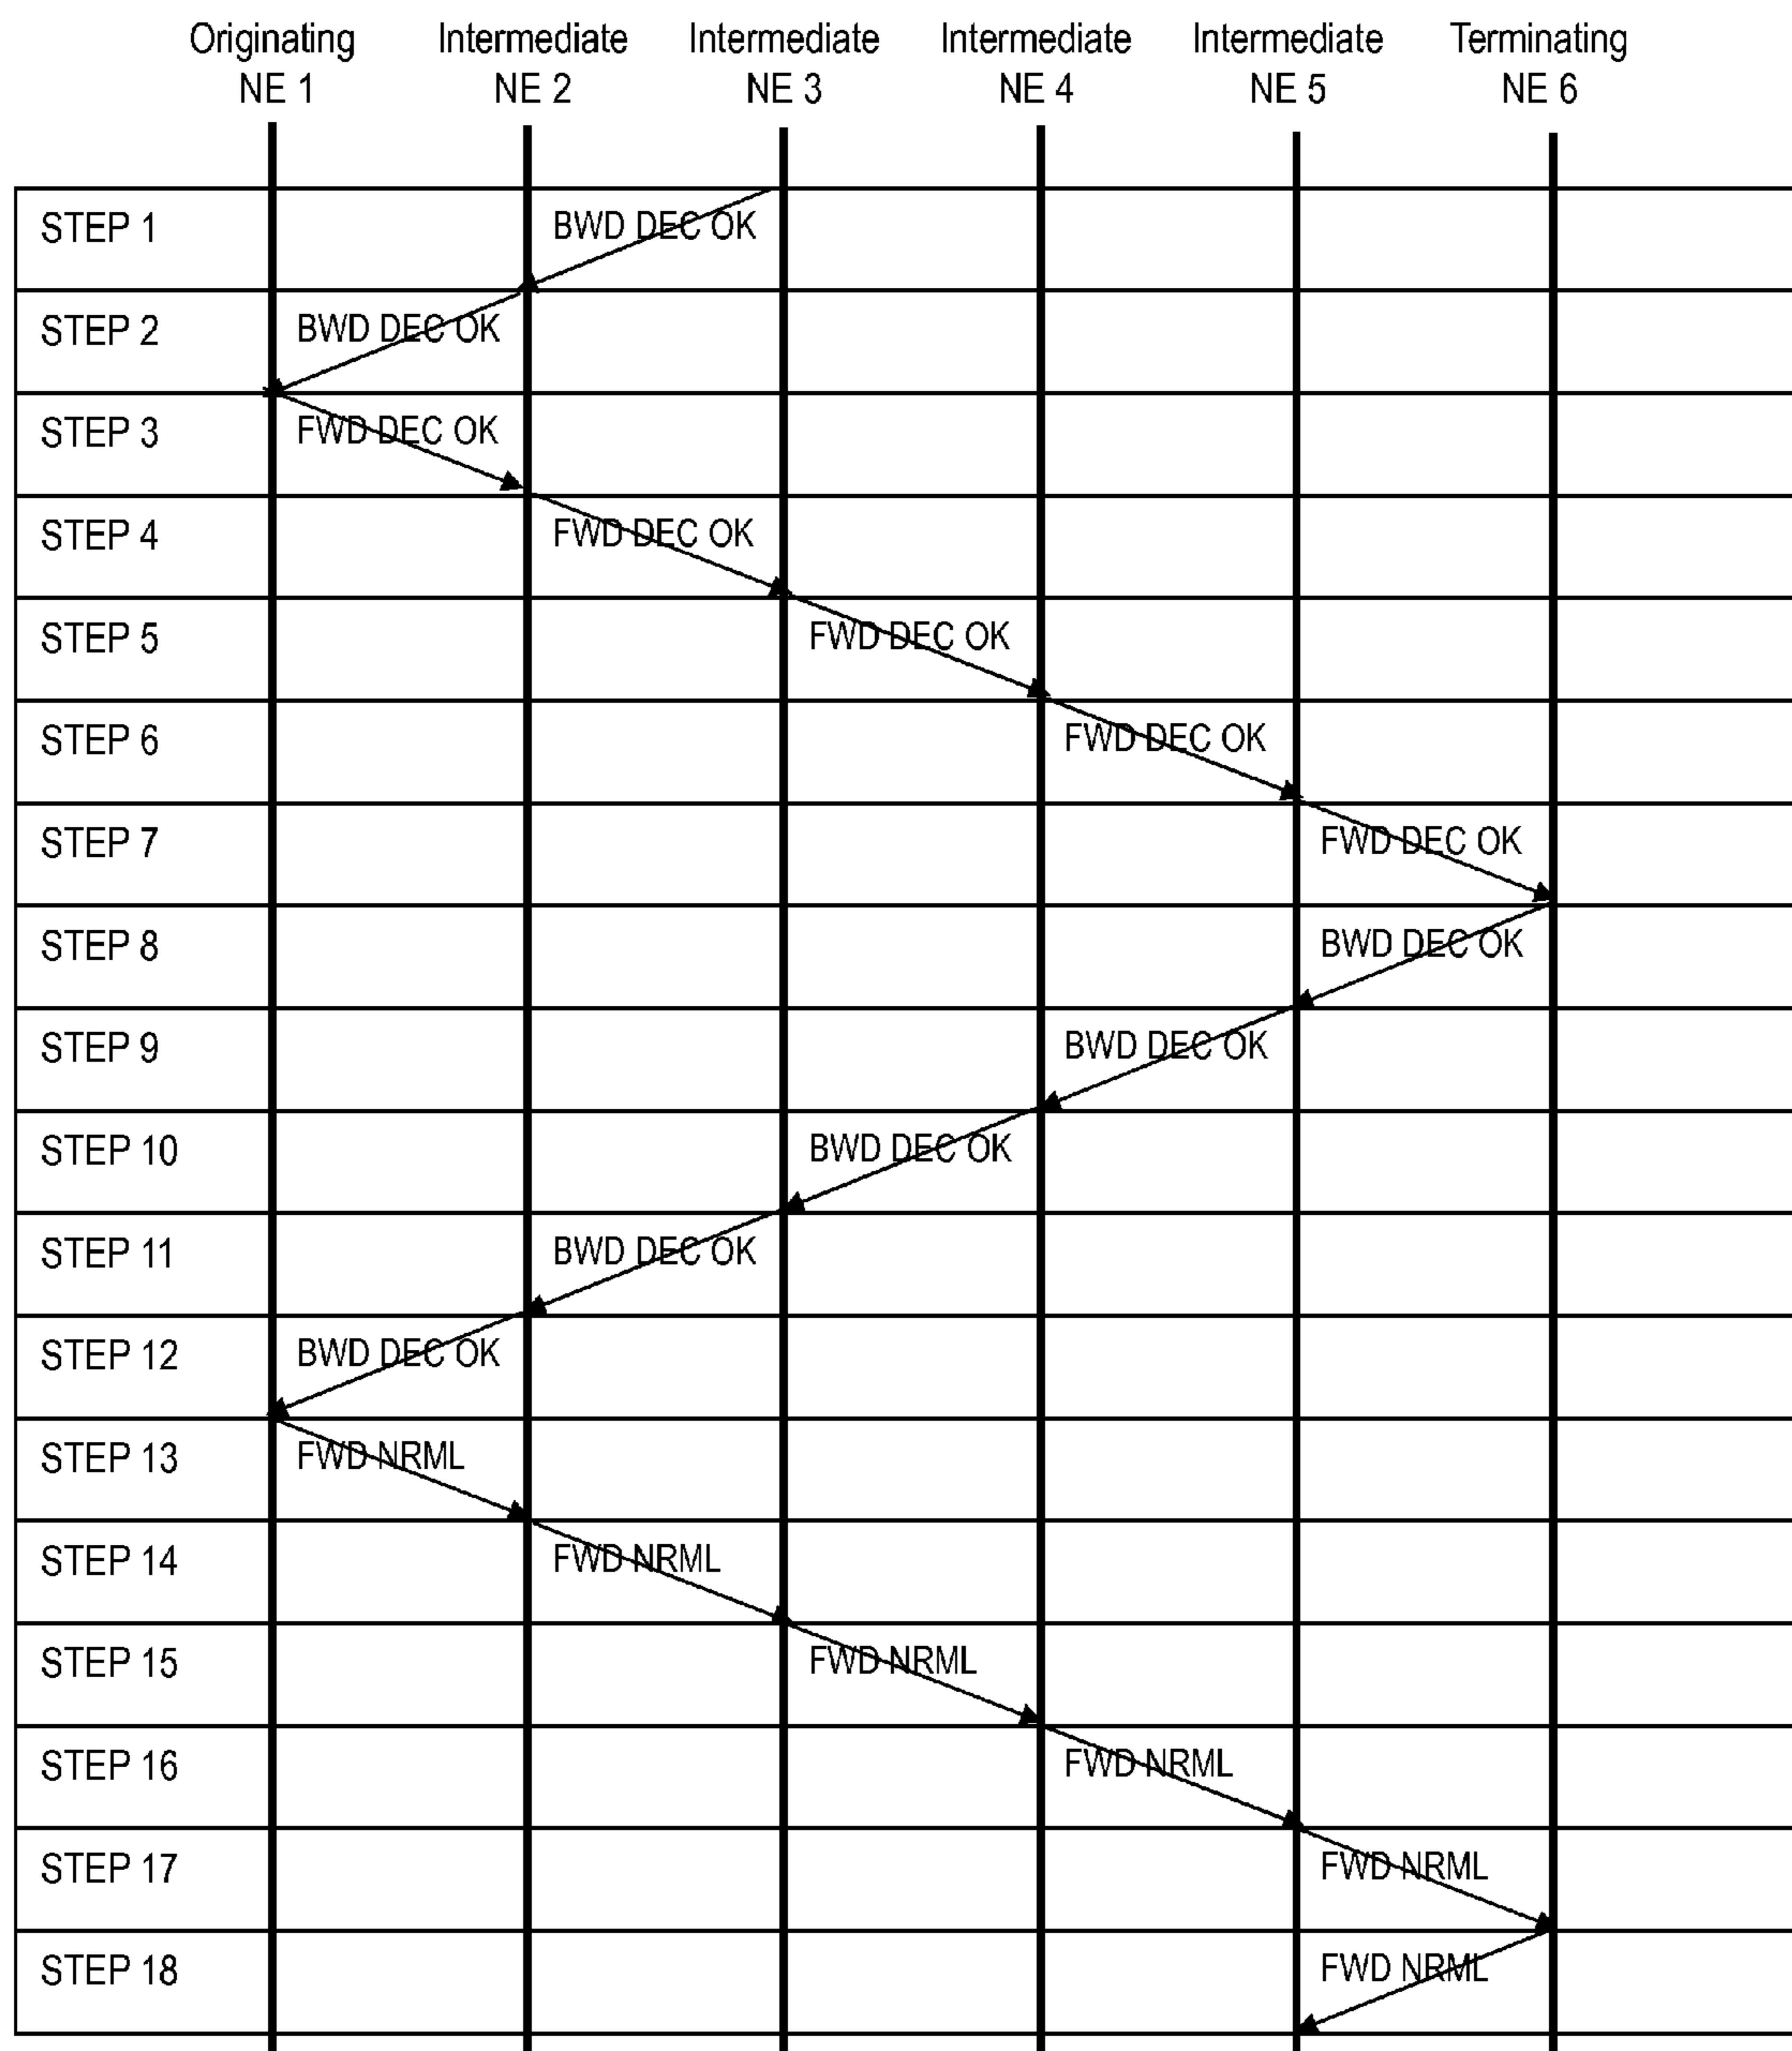 Originating Intermediate Intermediate Intermediate Intermediate Terminating
NE 1 NE 2 NE 3 NE 4 NE 5 NE 6
STEP 1 BWD DEC OK
STEP 2 BWD DEC OK
STEP 3 FWD DEC OK
STEP 4 FWD DEC OK
STEP 5 FWD DEC OK
STEP 6 FWD DEC OK
STEP 7 FWD DEC OK
STEP 8 BWD DEC OK
STEP 9 BWD DEC OK
STEP 10 BWD DEC OK
STEP 11 BWD DEC OK
STEP 12 BWD DEC OK
STEP 13 FWD NRML
STEP 14 FWD NRML
STEP 15 FWD NRML
STEP 16 FWD NRML
STEP 17 FWD NRML
STEP 18 FWD NRML